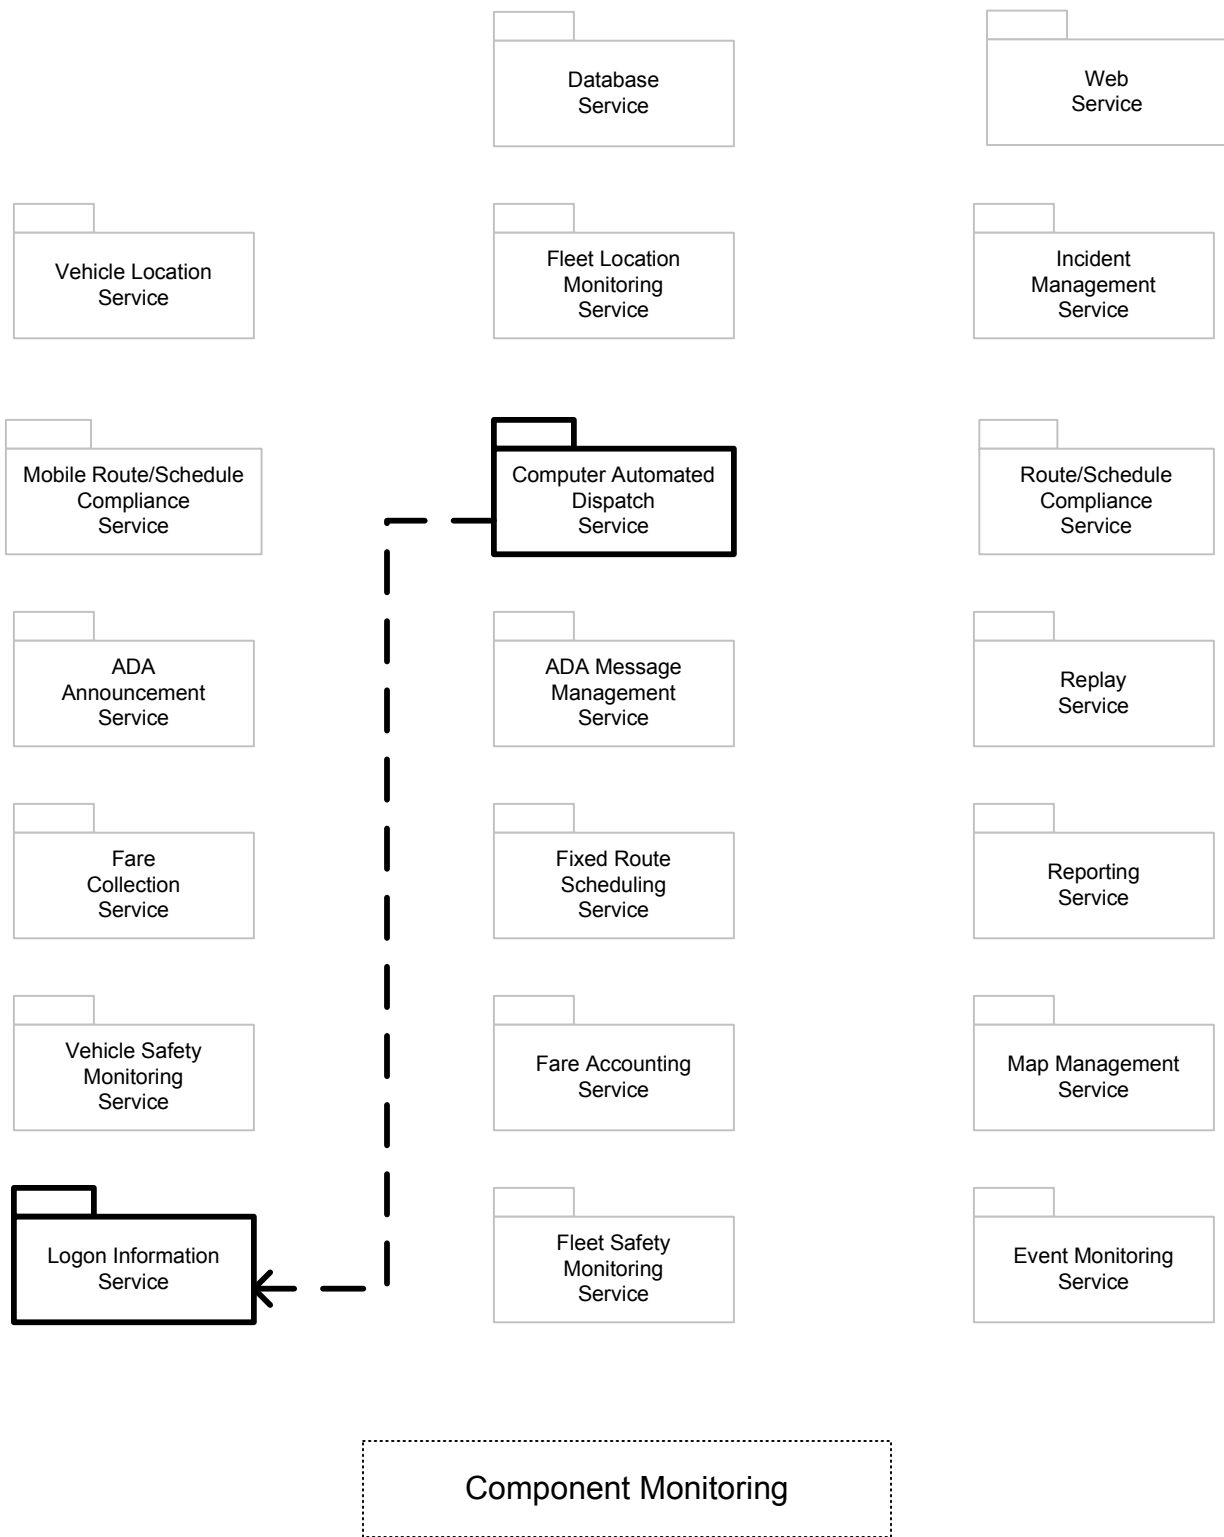 Database
Service
Web
Service
Vehicle Location
Service
Fleet Location
Monitoring
Service
Incident
Management
Service
Mobile Route/Schedule
Compliance
Service
Computer Automated
Dispatch
Service
Route/Schedule
Compliance
Service
ADA
Announcement
Service
ADA Message
Management
Service
Replay
Service
Fare
Collection
Service
Fixed Route
Scheduling
Service
Reporting
Service
Vehicle Safety
Monitoring
Service
Fare Accounting
Service
Map Management
Service
Logon Information
Service
Fleet Safety
Monitoring
Service
Event Monitoring
Service
Component Monitoring